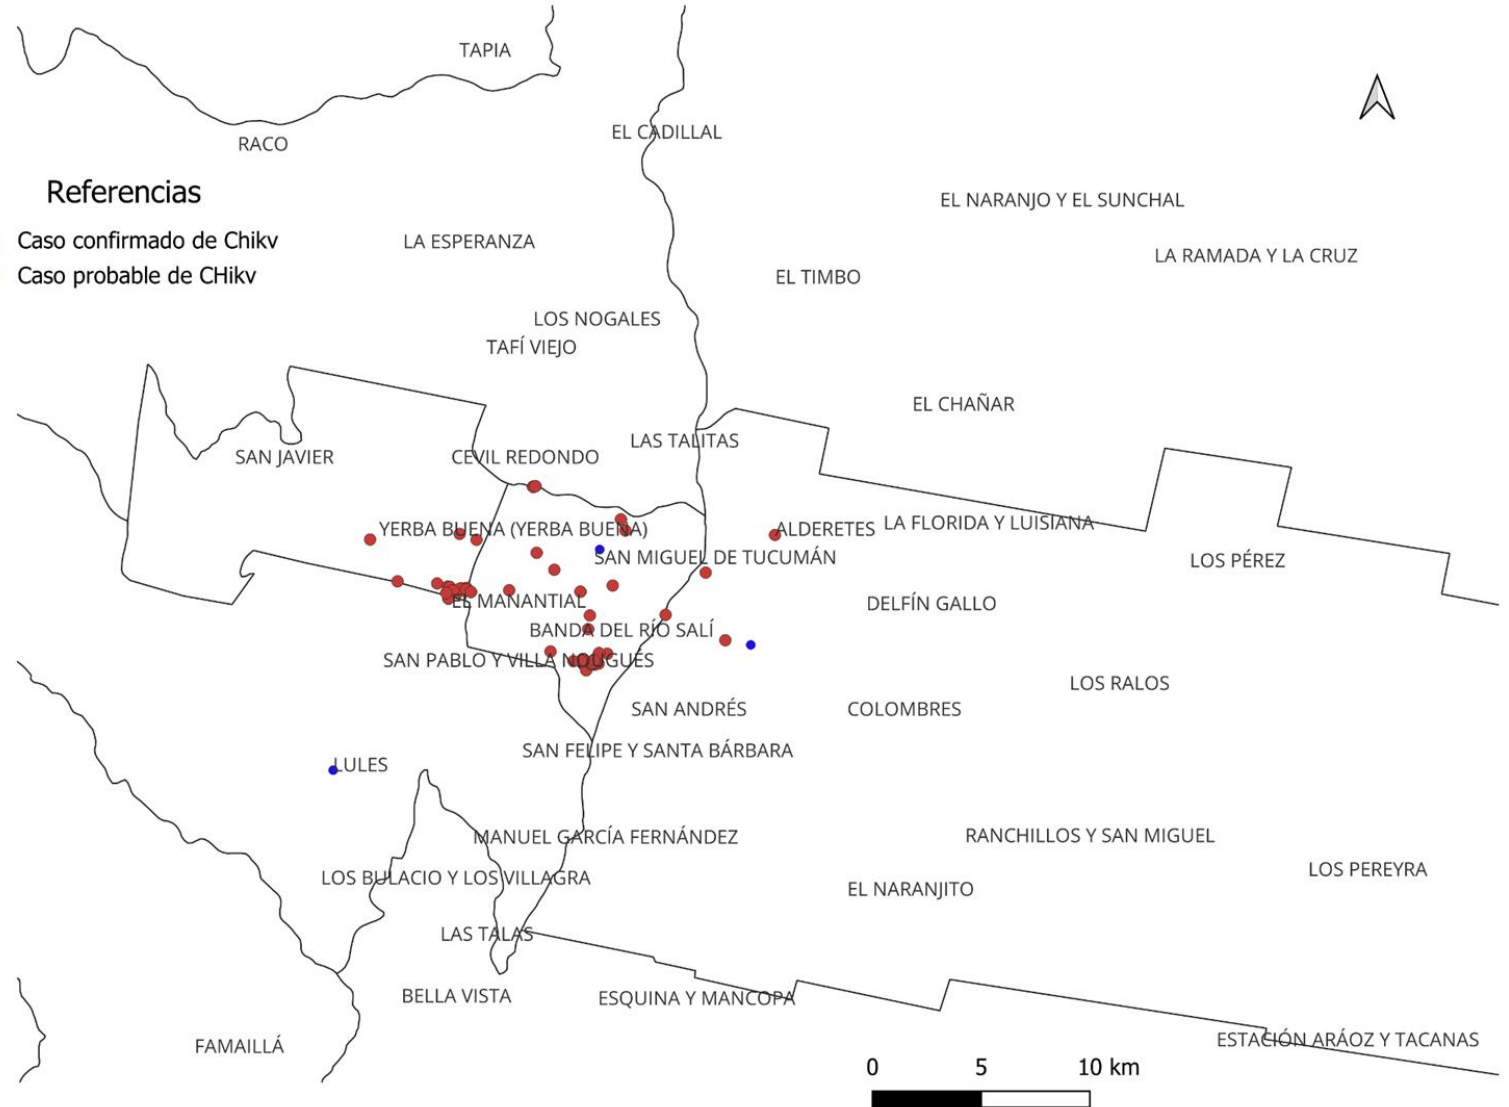 TAPIA
EL CADILLAL
RACO
Referencias
EL NARANJO Y EL SUNCHAL
Caso confirmado de Chikv
LA ESPERANZA
LA RAMADA Y LA CRUZ
Caso probable de CHikv
EL TIMBO
LOS NOGALES
TAFÍ VIEJO
EL CHAÑAR
LAS TALITAS
SAN JAVIER
CEVIL REDONDO
YERBA BUENA (YERBA BUENA)
ALDERETES
LA FLORIDA Y LUISIANA
SAN MIGUEL DE TUCUMÁN
LOS PÉREZ
EL MANANTIAL
DELFÍN GALLO
BANDA DEL RÍO SALÍ
SAN PABLO Y VILLA NOUGUÉS
LOS RALOS
SAN ANDRÉS
COLOMBRES
SAN FELIPE Y SANTA BÁRBARA
LULES
MANUEL GARCÍA FERNÁNDEZ
RANCHILLOS Y SAN MIGUEL
LOS PEREYRA
LOS BULACIO Y LOS VILLAGRA
EL NARANJITO
LAS TALAS
BELLA VISTA
ESQUINA Y MANCOPA
FAMAILLÁ
ESTACIÓN ARÁOZ Y TACANAS
0 5 10 km